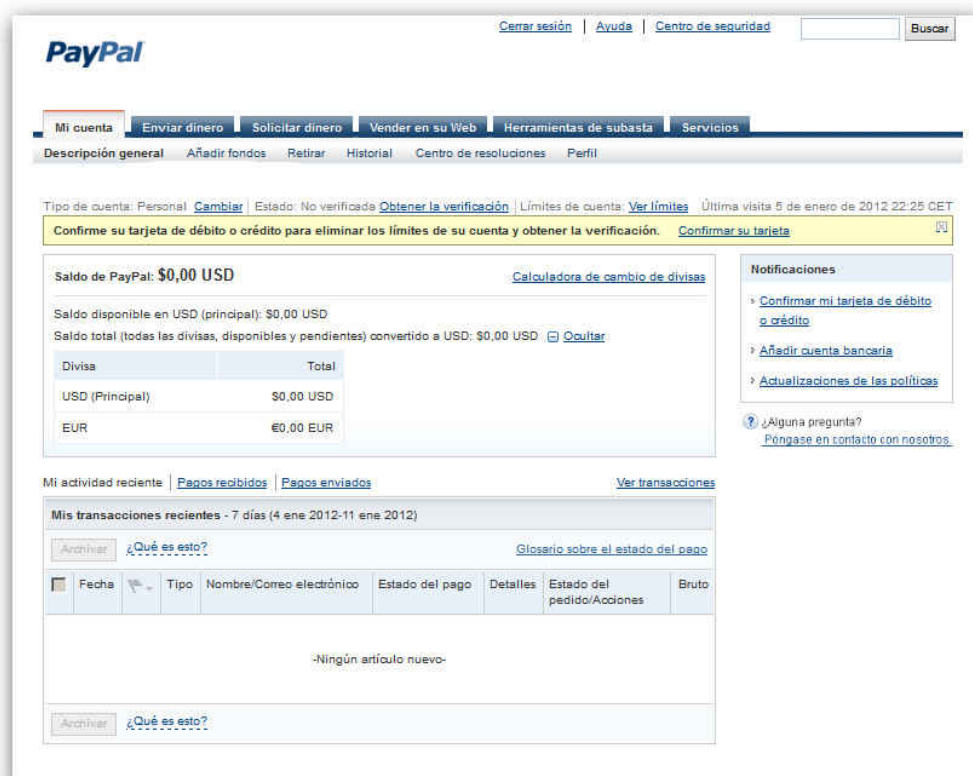 Cerrar sesión | Ayuda | Centro de seguridad Buscar
PayPal
Mi cuenta Enviar dinero Solicitar dinero Vender en su Web Herramientas de subasta Servicios
Descripción general Añadir fondos Retirar Historial Centro de resoluciones Perfil
Tipo de cuenta: Personal Cambiar | Estado: No verificada Obtener la verificación | Límites de cuenta: Ver límites Última visita 5 de enero de 2012 22:25 CET
Confirme su tarjeta de débito o crédito para eliminar los límites de su cuenta y obtener la verificación. Confirmar su tarjeta
Saldo de PayPal: $0,00 USD Calculadora de cambio de divisas
Saldo disponible en USD (principal): $0,00 USD
Saldo total (todas las divisas, disponibles y pendientes) convertido a USD: $0,00 USD Ocultar
Divisa Total
USD (Principal) $0,00 USD
EUR €0,00 EUR
Notificaciones
Confirmar mi tarjeta de débito
o crédito
Añadir cuenta bancaria
Actualizaciones de las políticas
¿Alguna pregunta?
Póngase en contacto con nosotros.
Mi actividad reciente | Pagos recibidos | Pagos enviados Ver transacciones
Mis transacciones recientes - 7 días (4 ene 2012-11 ene 2012)
Archivar ¿Qué es esto? Glosario sobre el estado del pago
Fecha Tipo Nombre/Correo electrónico Estado del pago Detalles Estado del Bruto
pedido/Acciones
-Ningún artículo nuevo-
Archivar ¿Qué es esto?